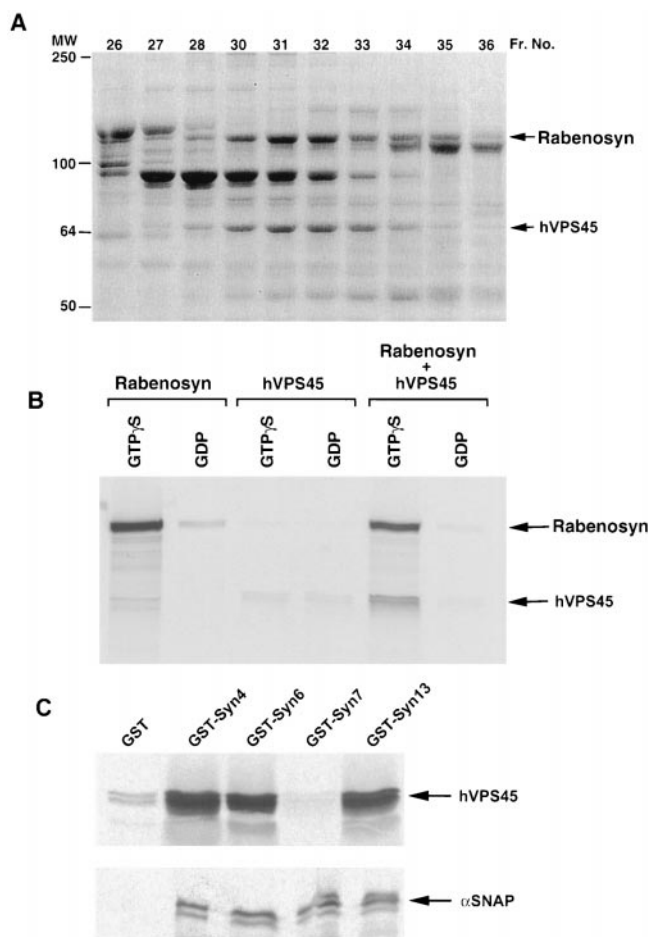 A
MW 26 27 28 30 31 32 33 34 35 36 Fr. No.
250
Rabenosyn
100
64
hVPS45
50
B
Rabenosyn hVPS45 Rabenosyn + hVPS45
GTPγS GDP GTPγS GDP GTPγS GDP
Rabenosyn
hVPS45
C
GST GST-Syn4 GST-Syn6 GST-Syn7 GST-Syn13
hVPS45
αSNAP